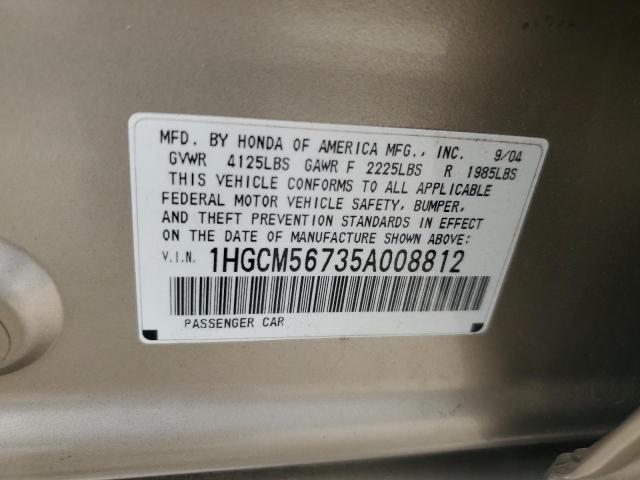 MFD. BY HONDA OF AMERICA MFG., INC. 9/04
GVWR 4125LBS GAWR F 2225LBS R 1985LBS
THIS VEHICLE CONFORMS TO ALL APPLICABLE
FEDERAL MOTOR VEHICLE SAFETY, BUMPER,
AND THEFT PREVENTION STANDARDS IN EFFECT
ON THE DATE OF MANUFACTURE SHOWN ABOVE:
V.I.N. 1HGCM56735A008812
PASSENGER CAR